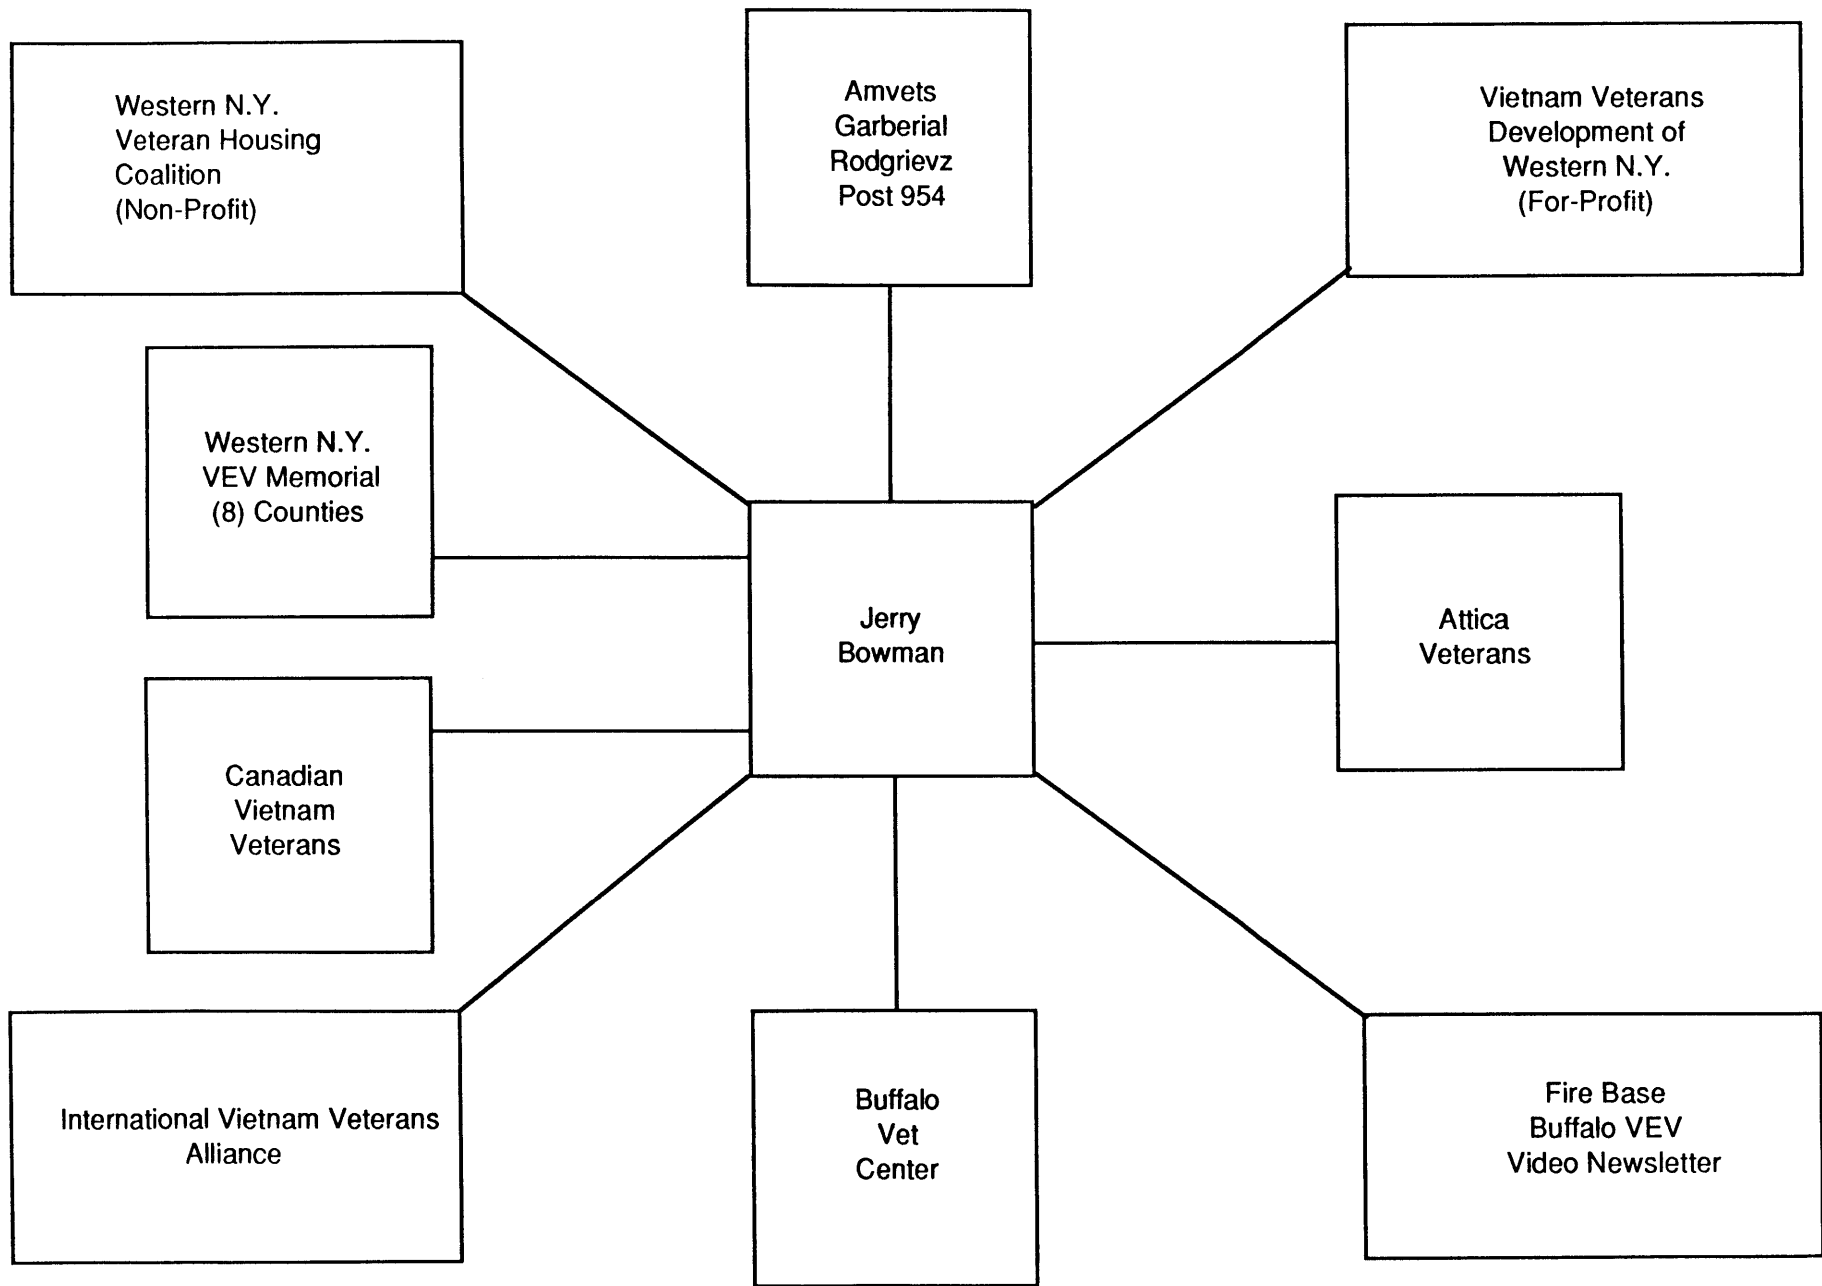 Western N.Y.
Veteran Housing
Coalition
(Non-Profit)
Amvets
Garberial
Rodgrievz
Post 954
Vietnam Veterans
Development of
Western N.Y.
(For-Profit)
Western N.Y.
VEV Memorial
(8) Counties
Jerry
Bowman
Attica
Veterans
Canadian
Vietnam
Veterans
International Vietnam Veterans
Alliance
Buffalo
Vet
Center
Fire Base
Buffalo VEV
Video Newsletter